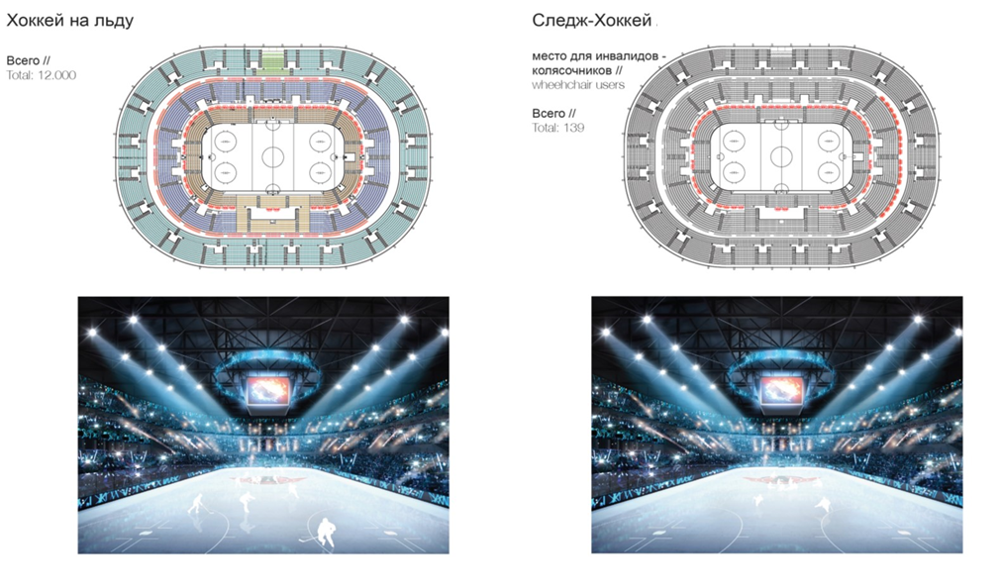 Хоккей на льду
Всего //
Total: 12.000
Следж-Хоккей
место для инвалидов -
колясочников //
wheehchair users
Всего //
Total: 139